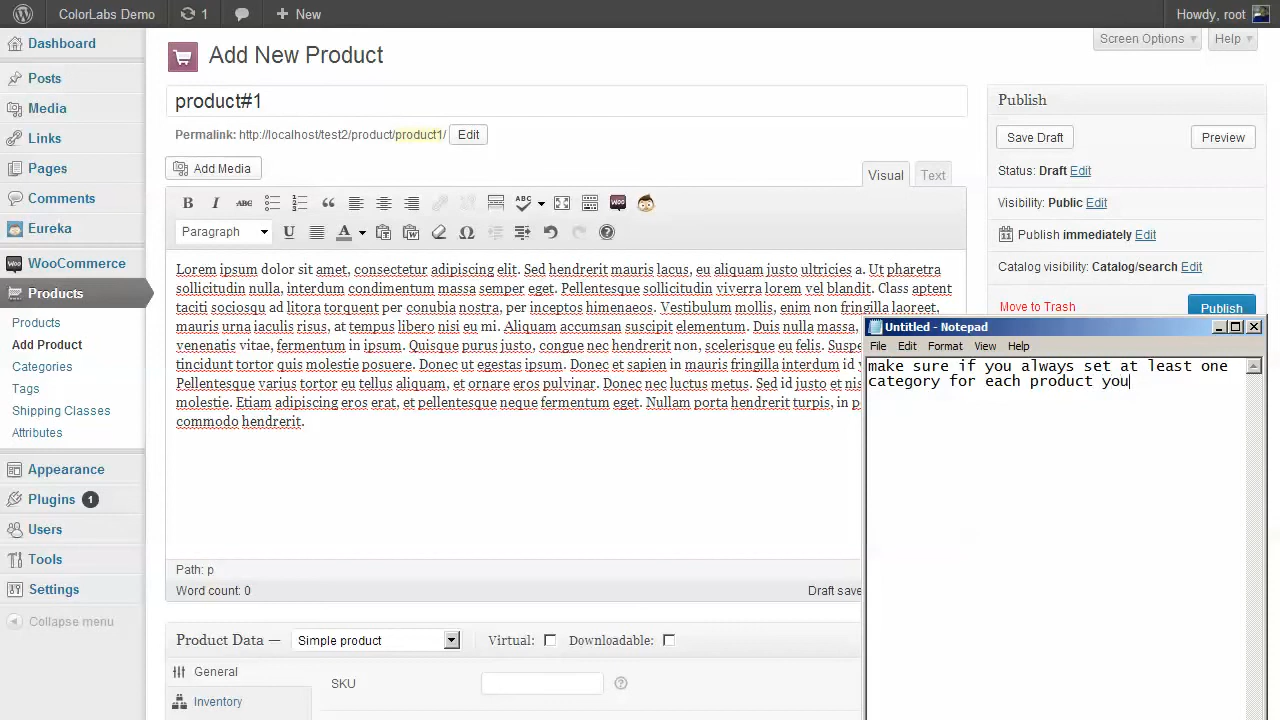 ColorLabs Demo 1 New Howdy, root
Dashboard
Posts
Media
Links
Pages
Comments
Eureka
WooCommerce
Products
Products
Add Product
Categories
Tags
Shipping Classes
Attributes
Appearance
Plugins 1
Users
Tools
Settings
Collapse menu
Screen Options Help
Add New Product
product#1
Permalink: http://localhost/test2/product/product1/ Edit
Add Media
Visual Text
B I ABC ABC
Paragraph U A
Lorem ipsum dolor sit amet, consectetur adipiscing elit. Sed hendrerit mauris lacus, eu aliquam justo ultricies a. Ut pharetra
sollicitudin nulla, interdum condimentum massa semper eget. Pellentesque sollicitudin viverra lorem vel blandit. Class aptent
taciti sociosqu ad litora torquent per conubia nostra, per inceptos himenaeos. Vestibulum mollis, enim non fringilla laoreet,
mauris urna iaculis risus, at tempus libero nisi eu mi. Aliquam accumsan suscipit elementum. Duis nulla massa,
venenatis vitae, fermentum in ipsum. Quisque purus justo, congue nec hendrerit non, scelerisque eu felis. Suspe
tincidunt tortor quis molestie posuere. Donec ut egestas ipsum. Donec et sapien in mauris fringilla interdum id
Pellentesque varius tortor eu tellus aliquam, et ornare eros pulvinar. Donec nec luctus metus. Sed id justo et
molestie. Etiam adipiscing eros erat, et pellentesque neque fermentum eget. Nullam porta hendrerit turpis, in
commodo hendrerit.
Path: p
Word count: 0 Draft save
Product Data — Simple product Virtual: Downloadable:
General
Inventory
SKU
Publish
Save Draft Preview
Status: Draft Edit
Visibility: Public Edit
Publish immediately Edit
Catalog visibility: Catalog/search Edit
Move to Trash Publish
Untitled - Notepad
File Edit Format View Help
make sure if you always set at least one
category for each product you